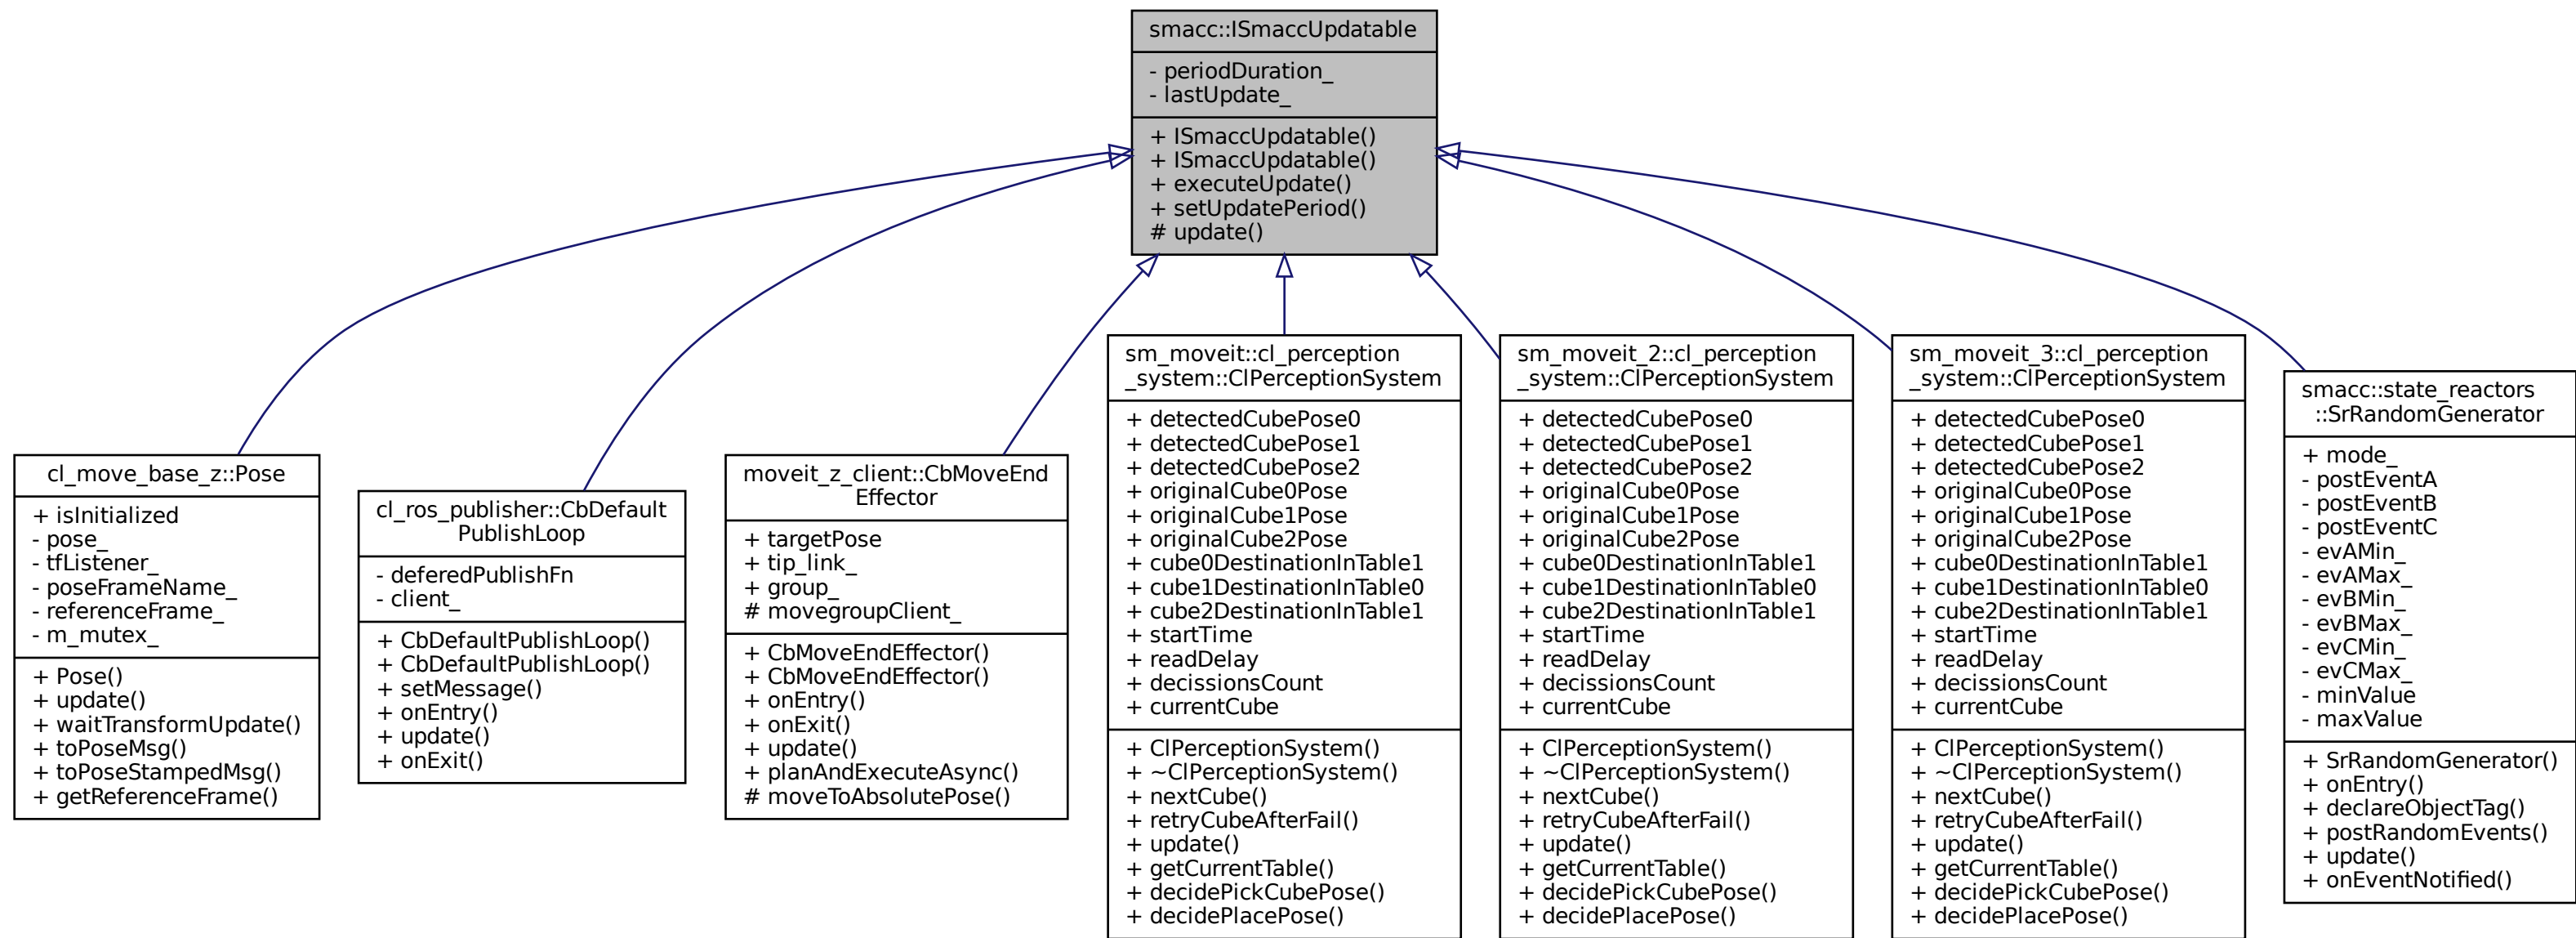 smacc::ISmaccUpdatable
- periodDuration_
- lastUpdate_
+ ISmaccUpdatable()
+ ISmaccUpdatable()
+ executeUpdate()
+ setUpdatePeriod()
# update()
cl_move_base_z::Pose
+ isInitialized
- pose_
- tfListener_
- poseFrameName_
- referenceFrame_
- m_mutex_
+ Pose()
+ update()
+ waitTransformUpdate()
+ toPoseMsg()
+ toPoseStampedMsg()
+ getReferenceFrame()
cl_ros_publisher::CbDefault
PublishLoop
- deferedPublishFn
- client_
+ CbDefaultPublishLoop()
+ CbDefaultPublishLoop()
+ setMessage()
+ onEntry()
+ update()
+ onExit()
moveit_z_client::CbMoveEnd
Effector
+ targetPose
+ tip_link_
+ group_
# movegroupClient_
+ CbMoveEndEffector()
+ CbMoveEndEffector()
+ onEntry()
+ onExit()
+ update()
+ planAndExecuteAsync()
# moveToAbsolutePose()
sm_moveit::cl_perception
_system::ClPerceptionSystem
+ detectedCubePose0
+ detectedCubePose1
+ detectedCubePose2
+ originalCube0Pose
+ originalCube1Pose
+ originalCube2Pose
+ cube0DestinationInTable1
+ cube1DestinationInTable0
+ cube2DestinationInTable1
+ startTime
+ readDelay
+ decissionsCount
+ currentCube
+ ClPerceptionSystem()
+ ~ClPerceptionSystem()
+ nextCube()
+ retryCubeAfterFail()
+ update()
+ getCurrentTable()
+ decidePickCubePose()
+ decidePlacePose()
sm_moveit_2::cl_perception
_system::ClPerceptionSystem
+ detectedCubePose0
+ detectedCubePose1
+ detectedCubePose2
+ originalCube0Pose
+ originalCube1Pose
+ originalCube2Pose
+ cube0DestinationInTable1
+ cube1DestinationInTable0
+ cube2DestinationInTable1
+ startTime
+ readDelay
+ decissionsCount
+ currentCube
+ ClPerceptionSystem()
+ ~ClPerceptionSystem()
+ nextCube()
+ retryCubeAfterFail()
+ update()
+ getCurrentTable()
+ decidePickCubePose()
+ decidePlacePose()
sm_moveit_3::cl_perception
_system::ClPerceptionSystem
+ detectedCubePose0
+ detectedCubePose1
+ detectedCubePose2
+ originalCube0Pose
+ originalCube1Pose
+ originalCube2Pose
+ cube0DestinationInTable1
+ cube1DestinationInTable0
+ cube2DestinationInTable1
+ startTime
+ readDelay
+ decissionsCount
+ currentCube
+ ClPerceptionSystem()
+ ~ClPerceptionSystem()
+ nextCube()
+ retryCubeAfterFail()
+ update()
+ getCurrentTable()
+ decidePickCubePose()
+ decidePlacePose()
smacc::state_reactors
::SrRandomGenerator
+ mode_
- postEventA
- postEventB
- postEventC
- evAMin_
- evAMax_
- evBMin_
- evBMax_
- evCMin_
- evCMax_
- minValue
- maxValue
+ SrRandomGenerator()
+ onEntry()
+ declareObjectTag()
+ postRandomEvents()
+ update()
+ onEventNotified()